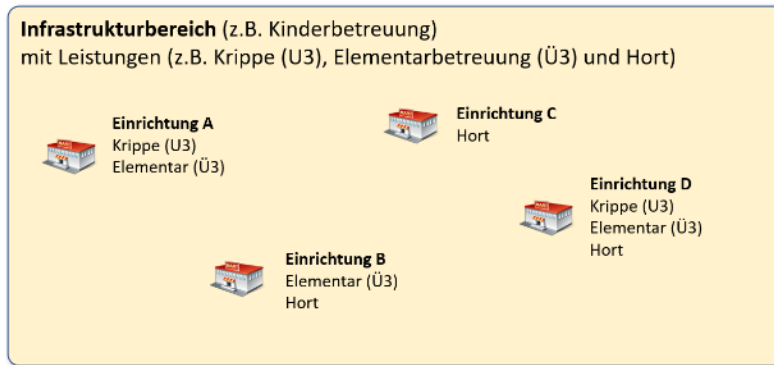 Infrastrukturbereich (z.B. Kinderbetreuung)
mit Leistungen (z.B. Krippe (U3), Elementarbetreuung (Ü3) und Hort)
Einrichtung A
Krippe (U3)
Elementar (Ü3)
Einrichtung C
Hort
Einrichtung D
Krippe (U3)
Elementar (Ü3)
Hort
Einrichtung B
Elementar (Ü3)
Hort